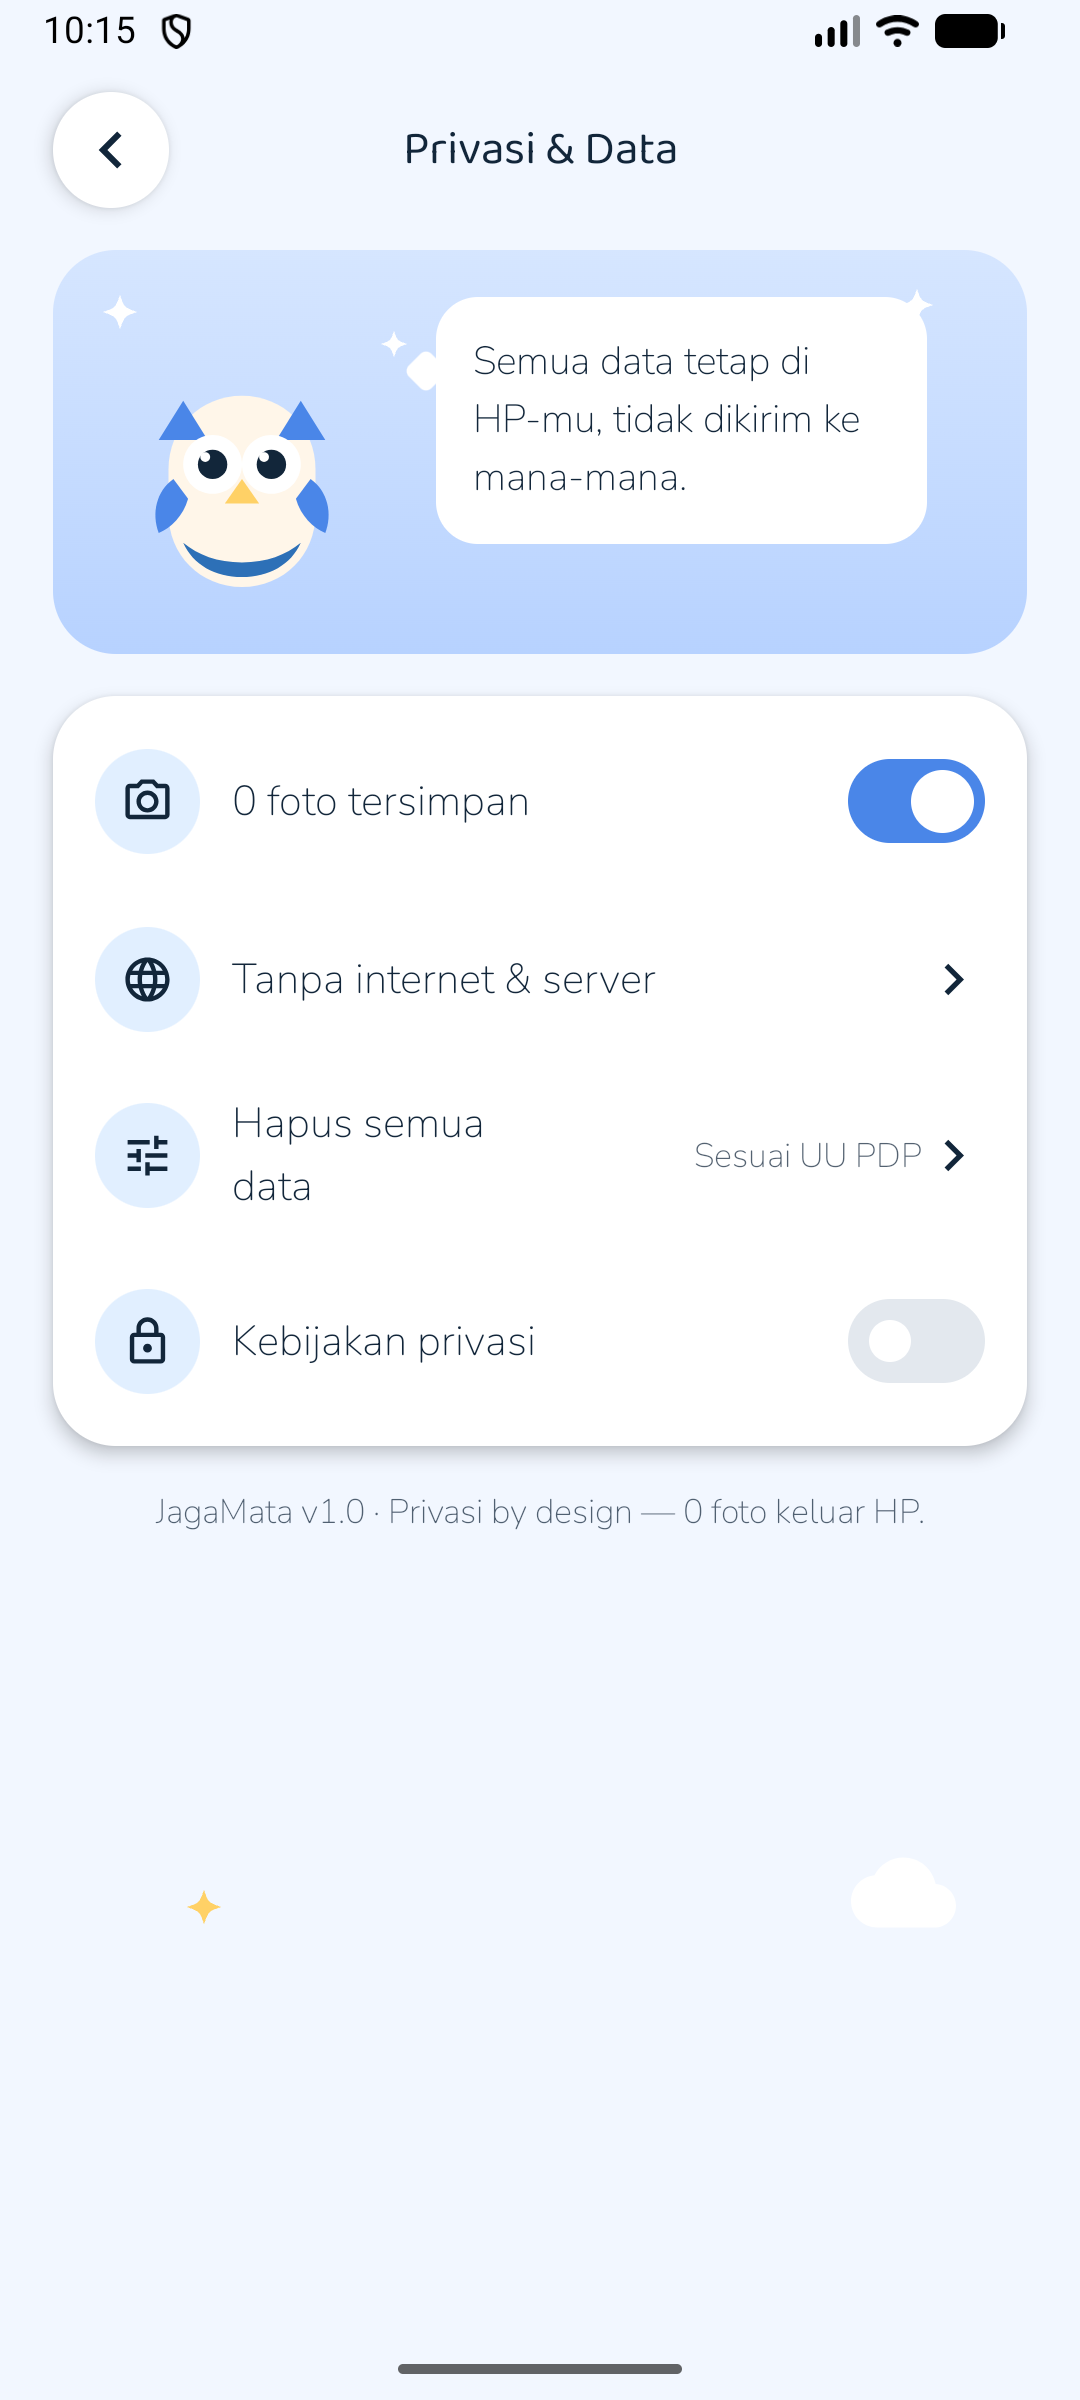 10:15
Privasi & Data
Semua data tetap di
HP-mu, tidak dikirim ke
mana-mana.
0 foto tersimpan
Tanpa internet & server
Hapus semua
data
Sesuai UU PDP
Kebijakan privasi
JagaMata v1.0 · Privasi by design — 0 foto keluar HP.